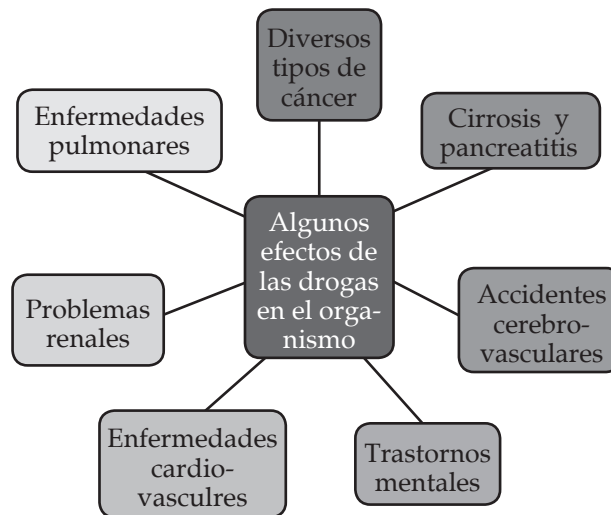 Diversos
tipos de
cáncer
Enfermedades
pulmonares
Cirrosis y
pancreatitis
Algunos
efectos de
las drogas
en el orga-
nismo
Problemas
renales
Accidentes
cerebro-
vasculares
Enfermedades
cardio-
vasculres
Trastornos
mentales